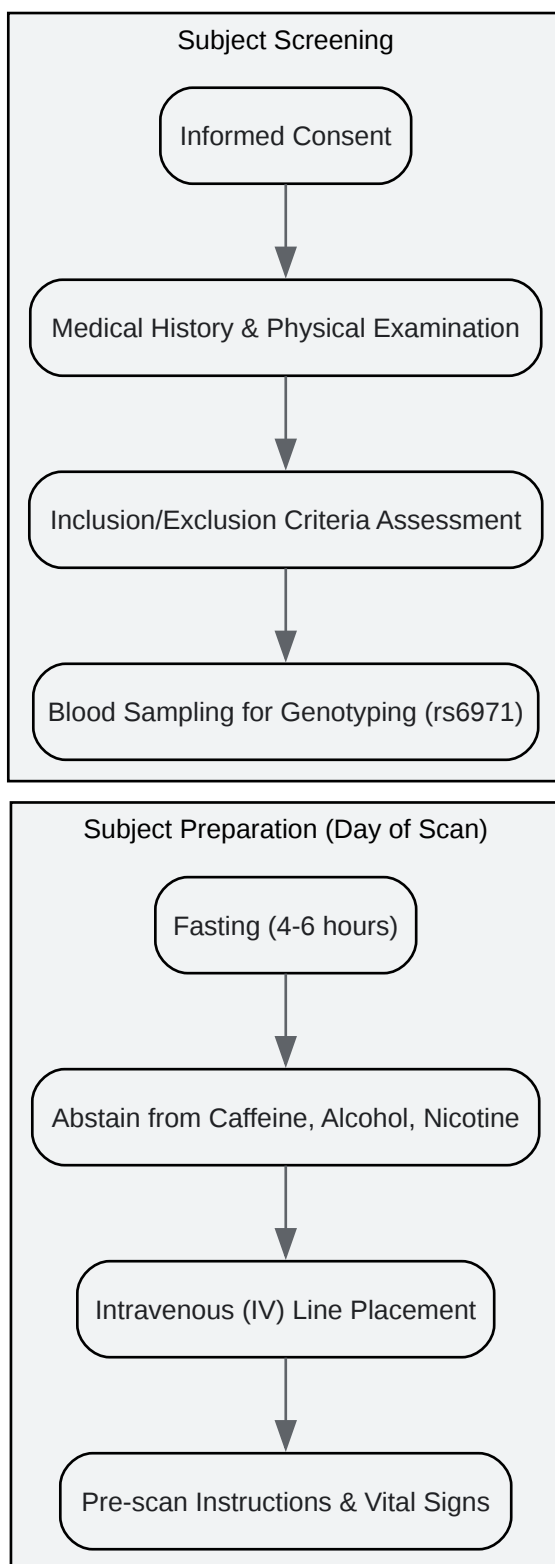 Subject Screening
Informed Consent
Medical History & Physical Examination
Inclusion/Exclusion Criteria Assessment
Blood Sampling for Genotyping (rs6971)
Subject Preparation (Day of Scan)
Fasting (4-6 hours)
Abstain from Caffeine, Alcohol, Nicotine
Intravenous (IV) Line Placement
Pre-scan Instructions & Vital Signs